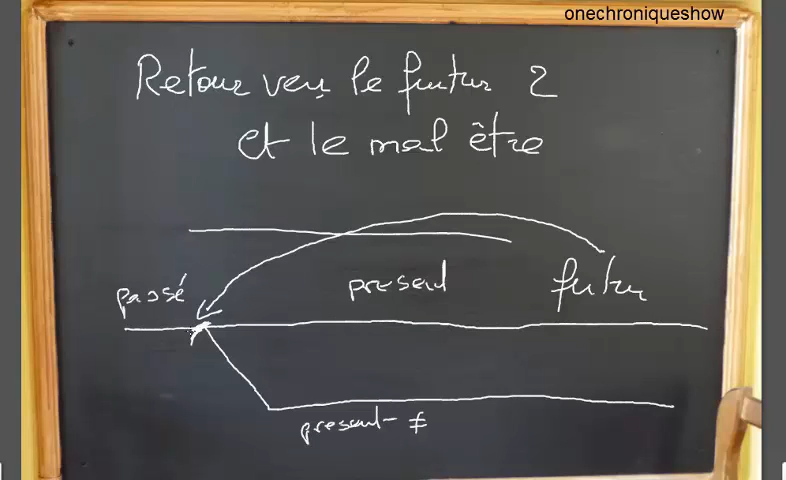 onechroniqueshow
Retour vers le futur 2
et le mal être
passé
present
futur
present ≠